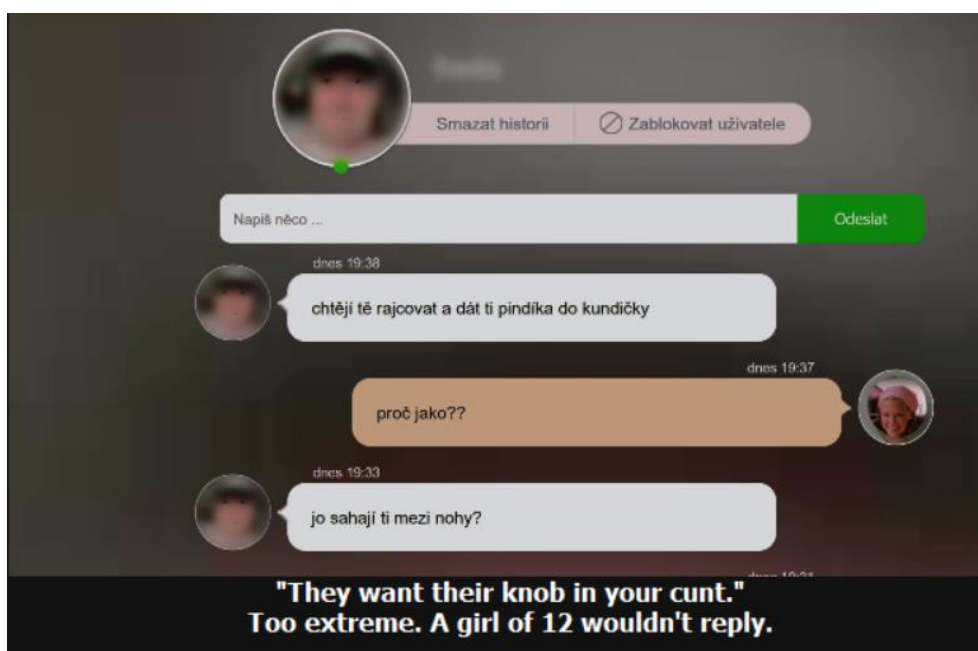 Smazat historii
Zablokovat uživatele
Napiš něco ...
Odeslat
dnes 19:38
chtějí tě rajcovat a dát ti pindíka do kundičky
dnes 19:37
proč jako??
dnes 19:33
jo sahají ti mezi nohy?
"They want their knob in your cunt."
Too extreme. A girl of 12 wouldn't reply.